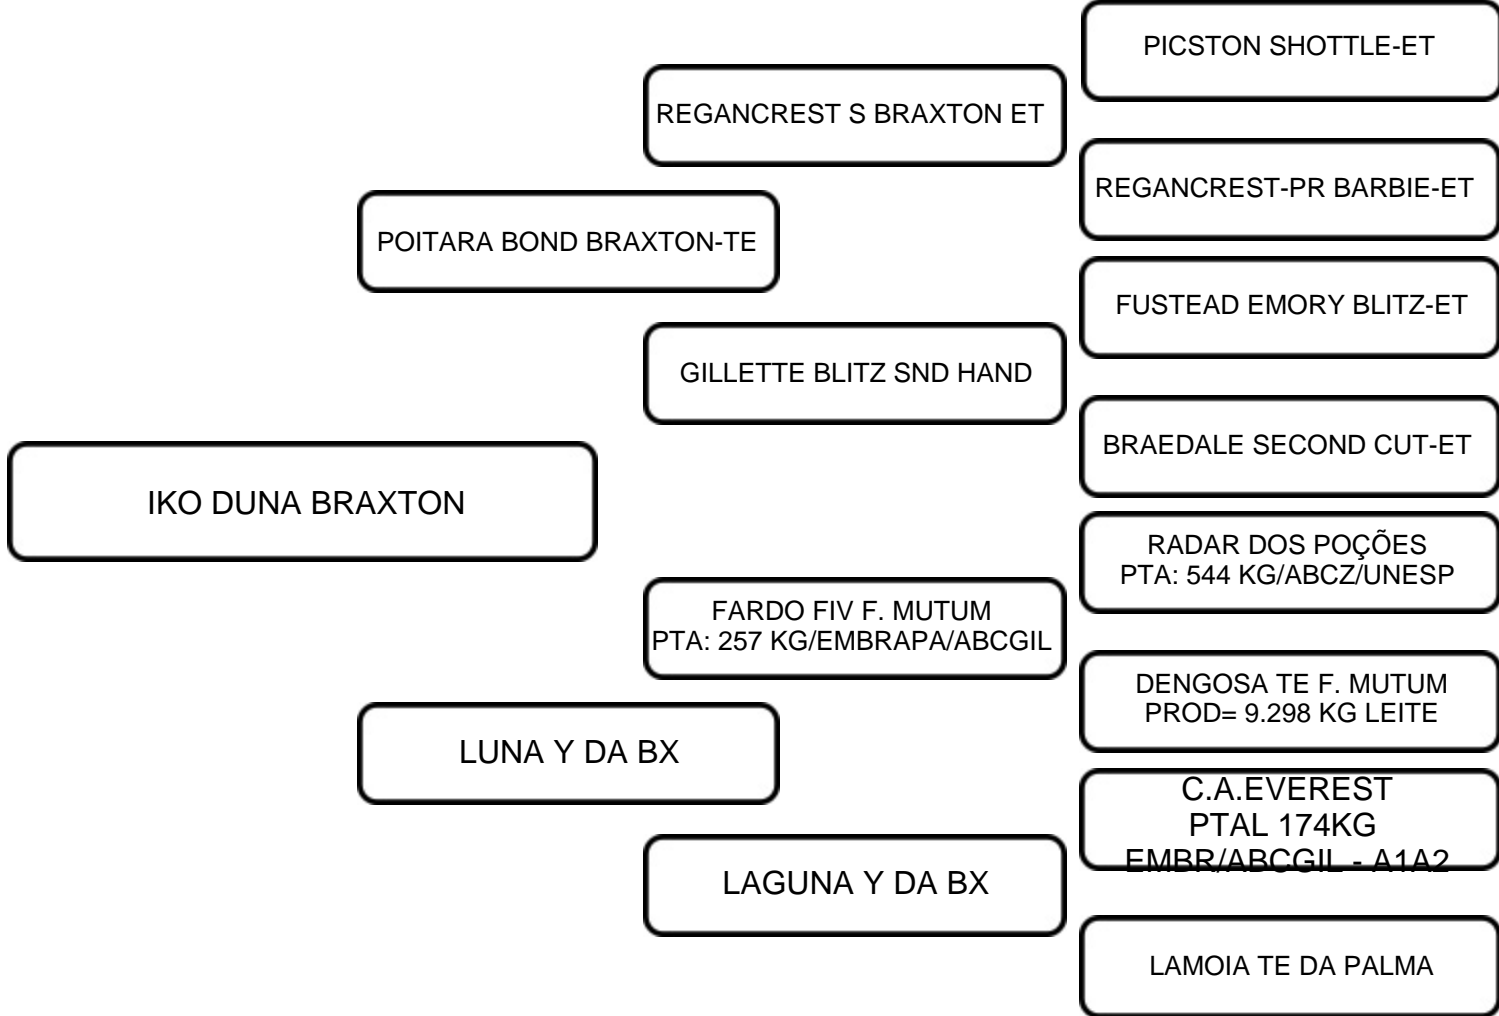 PICSTON SHOTTLE-ET
REGANCREST S BRAXTON ET
REGANCREST-PR BARBIE-ET
POITARA BOND BRAXTON-TE
FUSTEAD EMORY BLITZ-ET
GILLETTE BLITZ SND HAND
BRAEDALE SECOND CUT-ET
IKO DUNA BRAXTON
RADAR DOS POÇÕES
PTA: 544 KG/ABCZ/UNESP
FARDO FIV F. MUTUM
PTA: 257 KG/EMBRAPA/ABCGIL
DENGOSA TE F. MUTUM
PROD= 9.298 KG LEITE
LUNA Y DA BX
C.A.EVEREST
PTAL 174KG
EMBR/ABCGIL - A1A2
LAGUNA Y DA BX
LAMOIA TE DA PALMA